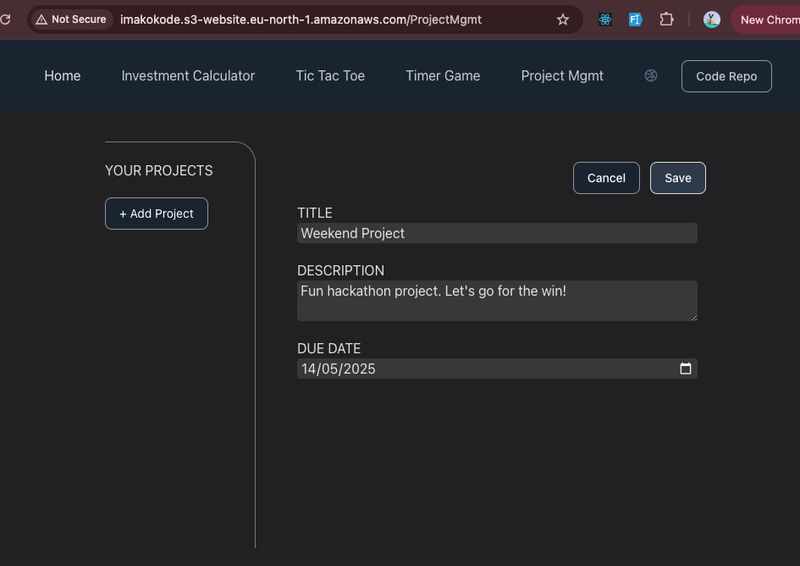 Not Secure imakokode.s3-website.eu-north-1.amazonaws.com/ProjectMgmt New Chrom
Home Investment Calculator Tic Tac Toe Timer Game Project Mgmt Code Repo
YOUR PROJECTS
+ Add Project
Cancel Save
TITLE
Weekend Project
DESCRIPTION
Fun hackathon project. Let's go for the win!
DUE DATE
14/05/2025